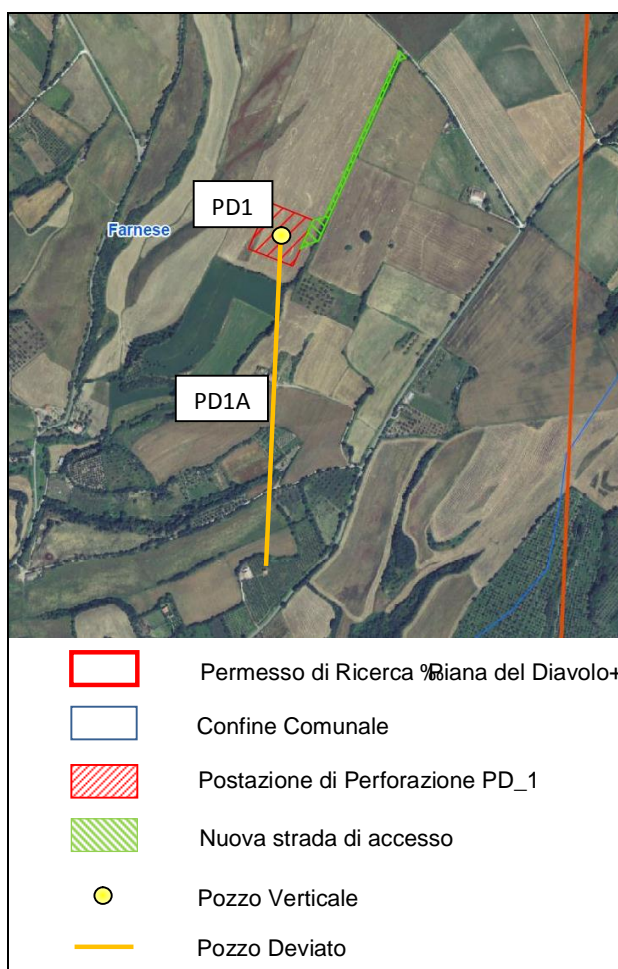 PD1
Farnese
PD1A
Permesso di Ricerca ‰Piana del Diavolo+
Confine Comunale
Postazione di Perforazione PD_1
Nuova strada di accesso
Pozzo Verticale
Pozzo Deviato